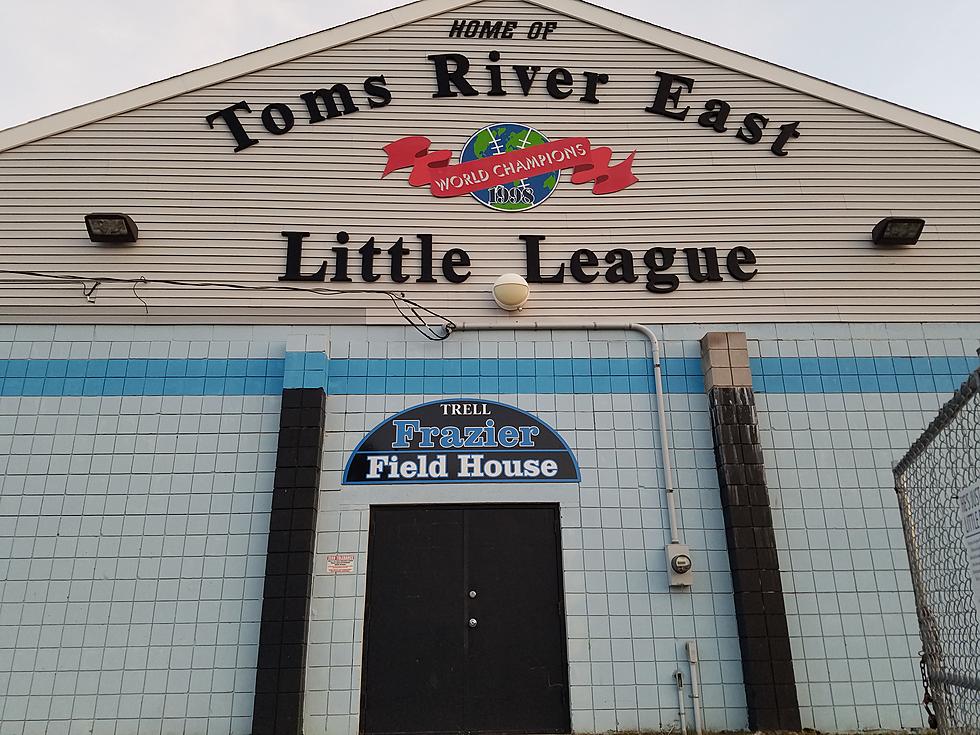 HOME OF
Toms River East
WORLD CHAMPIONS
1998
Little League
TRELL
Frazier
Field House